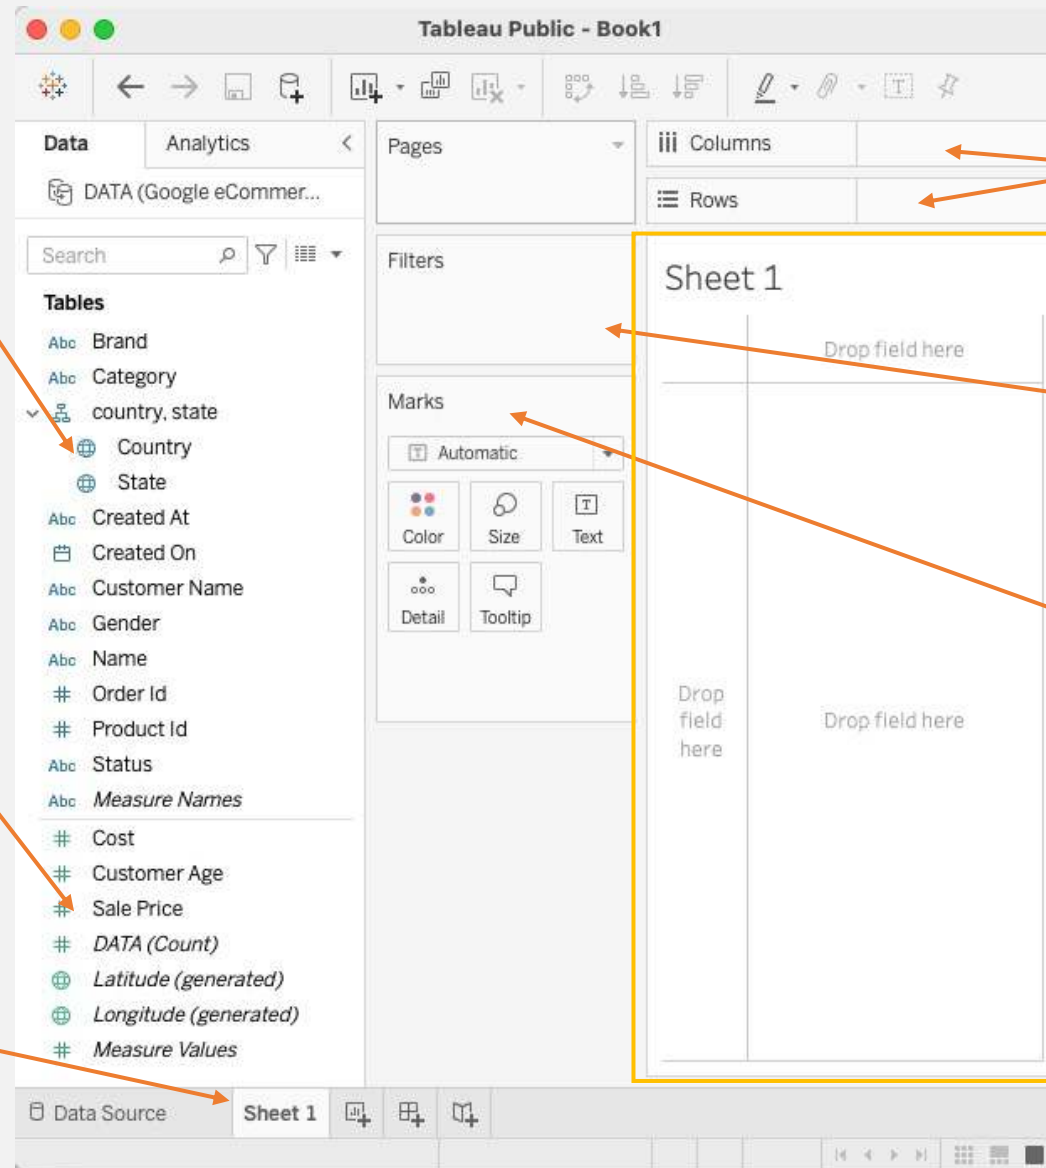 Tableau Public - Book1
Data
Analytics
DATA (Google eCommer...
Search
Tables
Abc Brand
Abc Category
country, state
Country
State
Abc Created At
Created On
Abc Customer Name
Abc Gender
Abc Name
# Order Id
# Product Id
Abc Status
Abc Measure Names
# Cost
# Customer Age
# Sale Price
# DATA (Count)
Latitude (generated)
Longitude (generated)
# Measure Values
Pages
Filters
Marks
T Automatic
Color
Size
T Text
Detail
Tooltip
Columns
Rows
Sheet 1
Drop field here
Drop
field
here
Drop field here
Data Source
Sheet 1